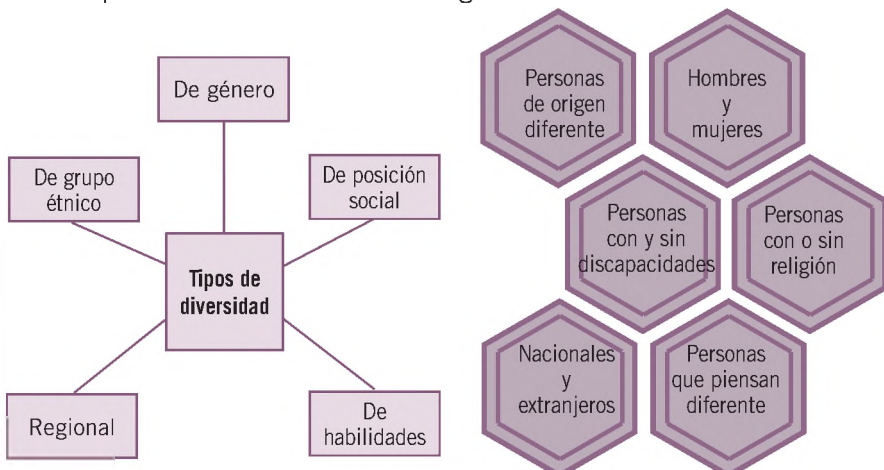 De género
De grupo
étnico
De posición
social
Tipos de
diversidad
Regional
De
habilidades
Personas
de origen
diferente
Hombres
y
mujeres
Personas
con y sin
discapacidades
Personas
con o sin
religión
Nacionales
y
extranjeros
Personas
que piensan
diferente